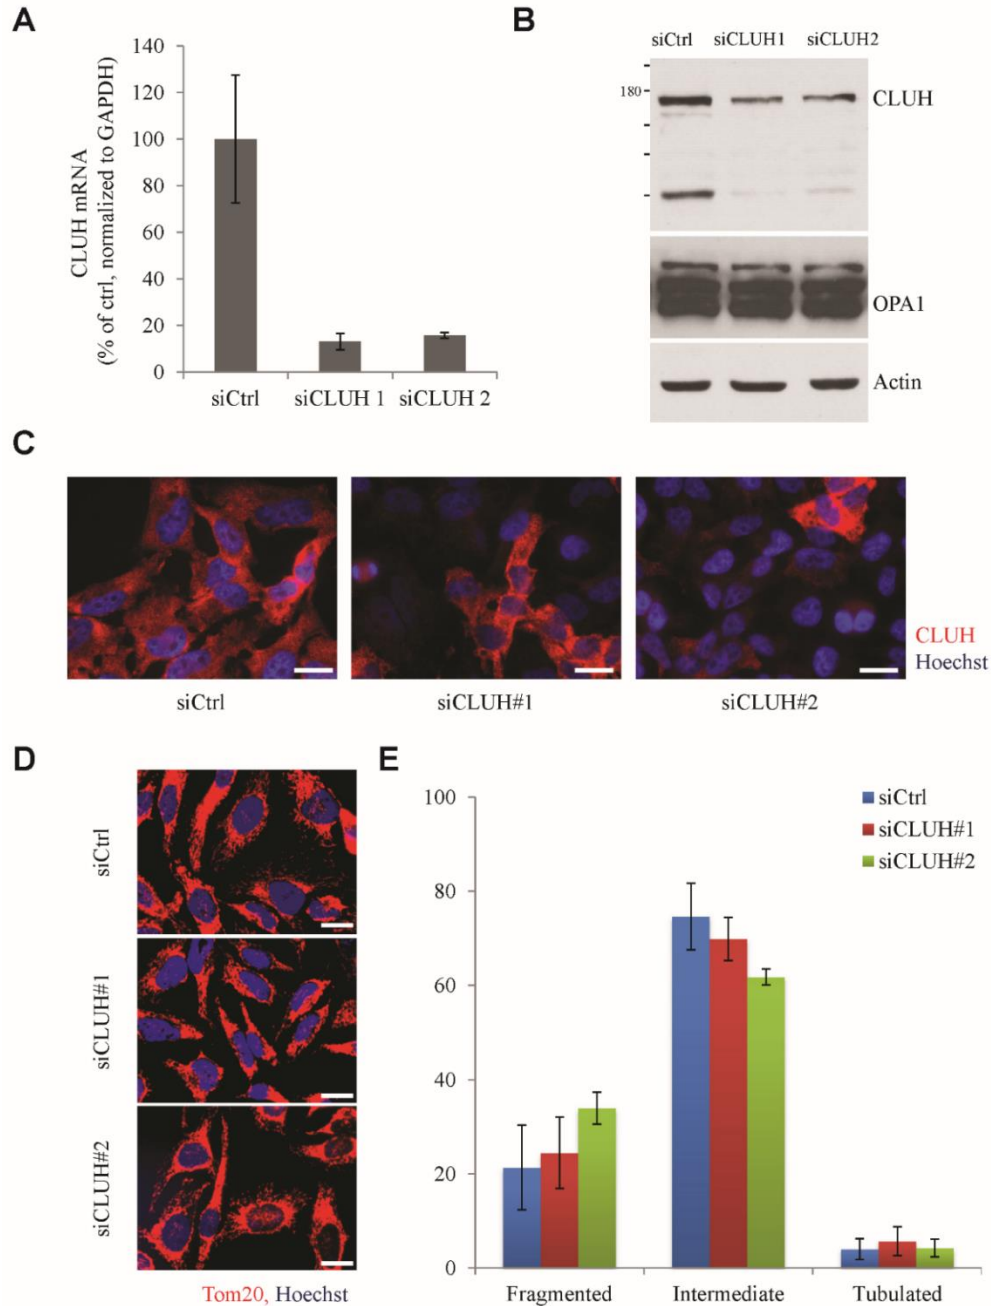 A
CLUH mRNA
(% of ctrl, normalized to GAPDH)
140
120
100
80
60
40
20
0
siCtrl
siCLUH 1
siCLUH 2
B
siCtrl
siCLUH1
siCLUH2
180
CLUH
OPA1
Actin
C
CLUH
Hoechst
siCtrl
siCLUH#1
siCLUH#2
D
siCtrl
siCLUH#1
siCLUH#2
Tom20, Hoechst
E
100
80
60
40
20
0
siCtrl
siCLUH#1
siCLUH#2
Fragmented
Intermediate
Tubulated